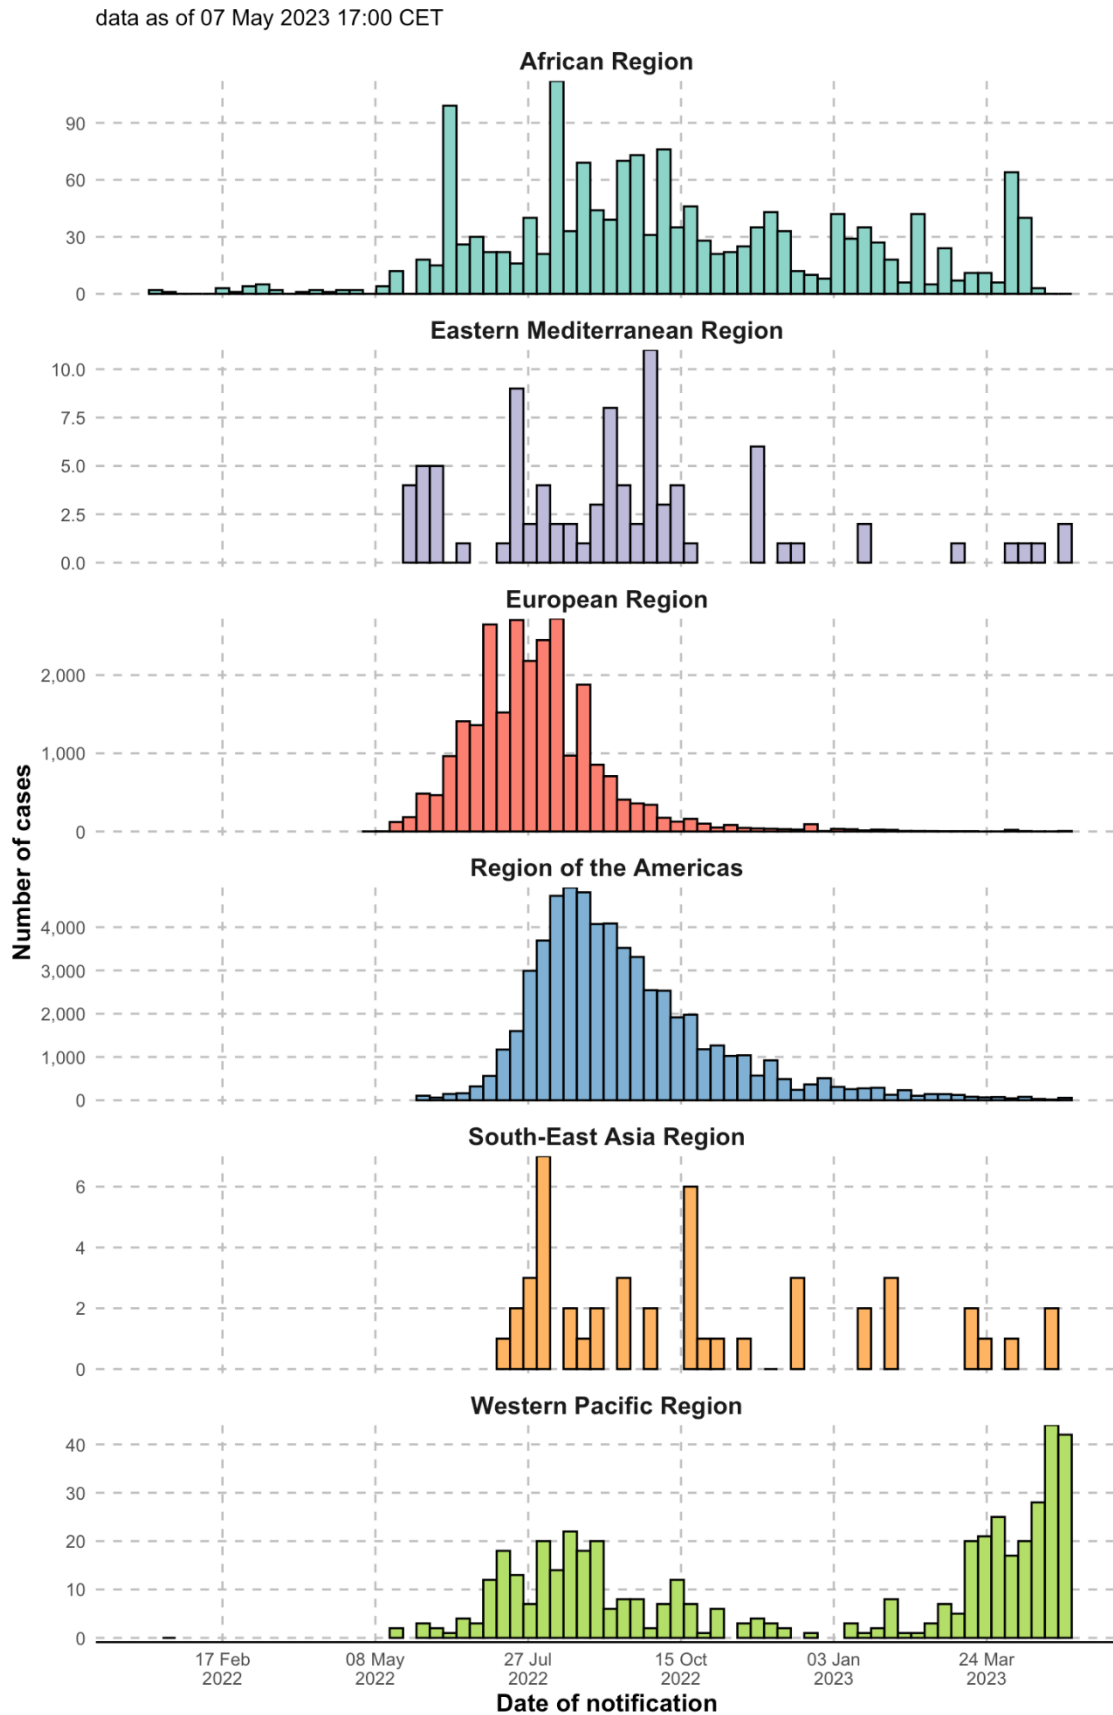 data as of 07 May 2023 17:00 CET
African Region
90
60
30
0
Eastern Mediterranean Region
10.0
7.5
5.0
2.5
0.0
European Region
2,000
1,000
0
Region of the Americas
4,000
3,000
2,000
1,000
0
South-East Asia Region
6
4
2
0
Western Pacific Region
40
30
20
10
0
Number of cases
17 Feb 2022
08 May 2022
27 Jul 2022
15 Oct 2022
03 Jan 2023
24 Mar 2023
Date of notification